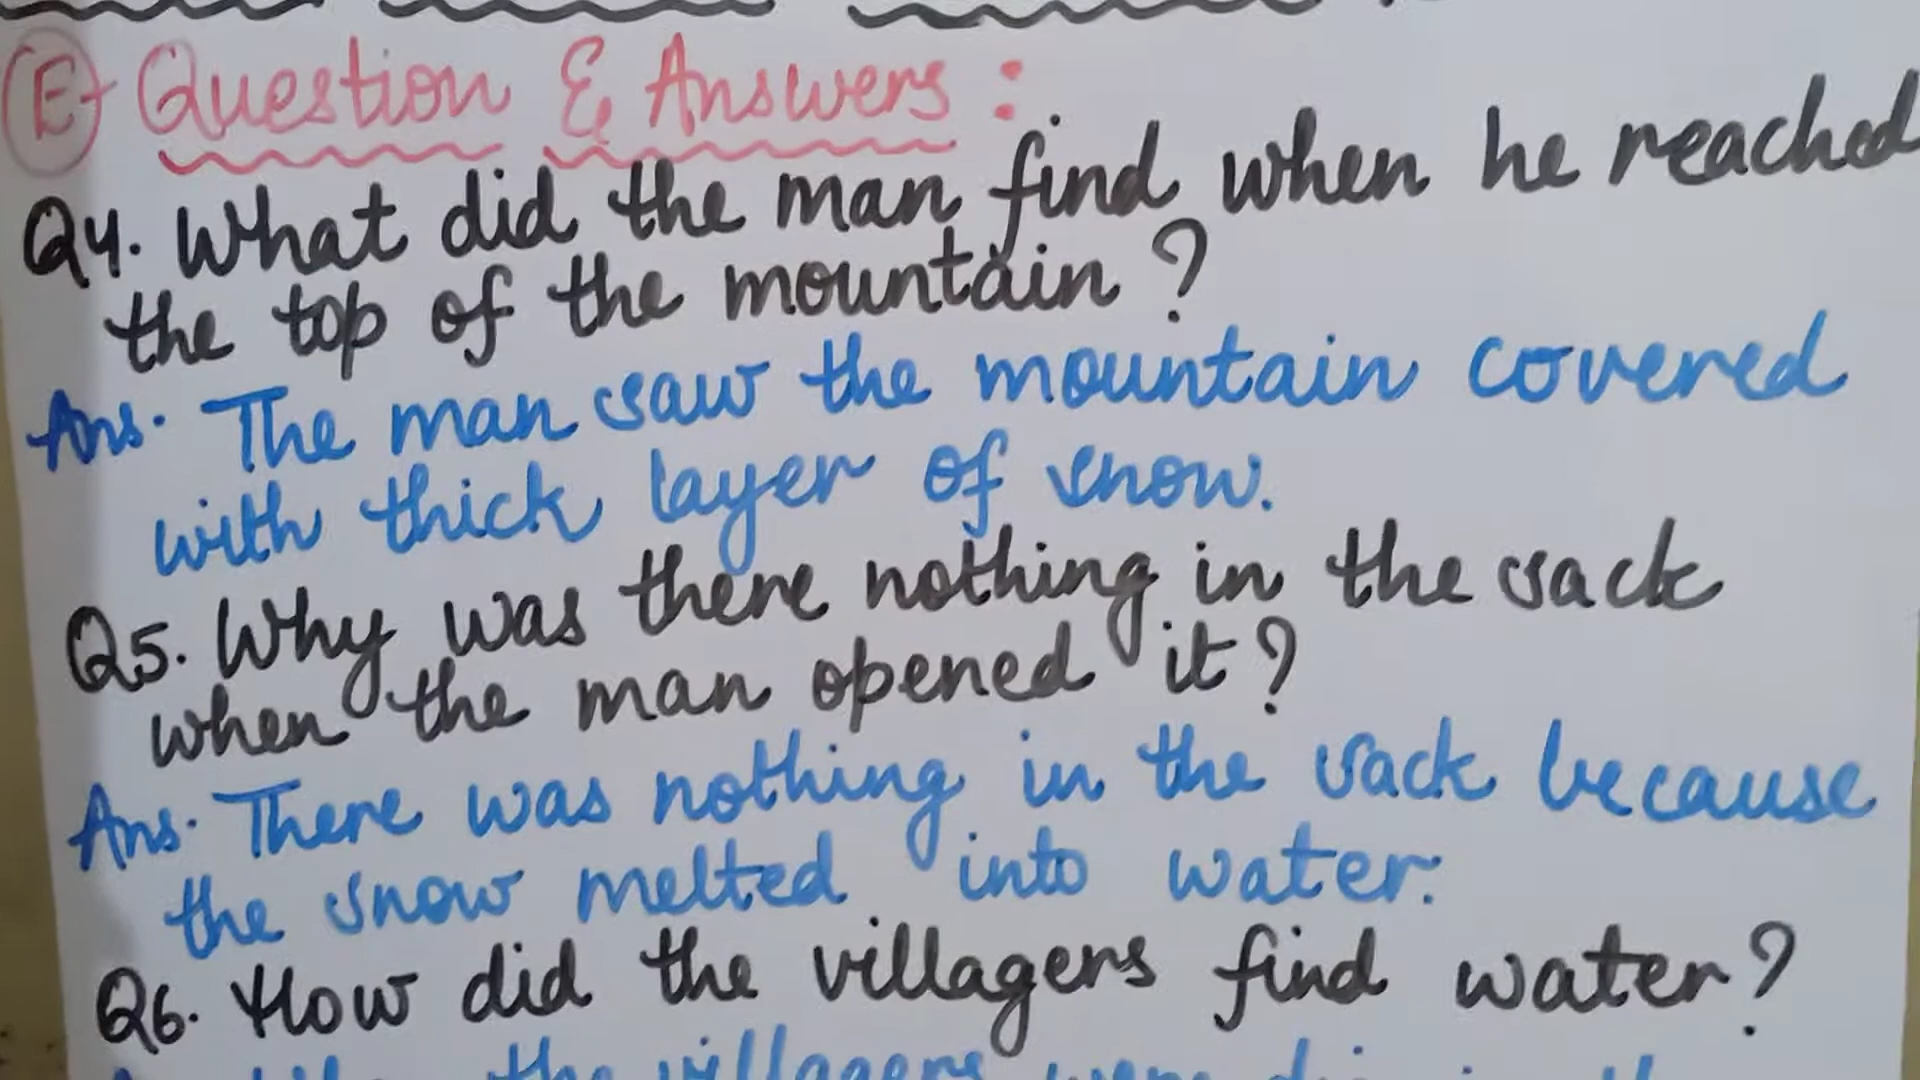 E Question & Answers:
Q4. What did the man find when he reached
the top of the mountain?
Ans. The man saw the mountain covered
with thick layer of snow.
Q5. Why was there nothing in the sack
when the man opened it?
Ans. There was nothing in the sack because
the snow melted into water.
Q6. How did the villagers find water?
the villagers were